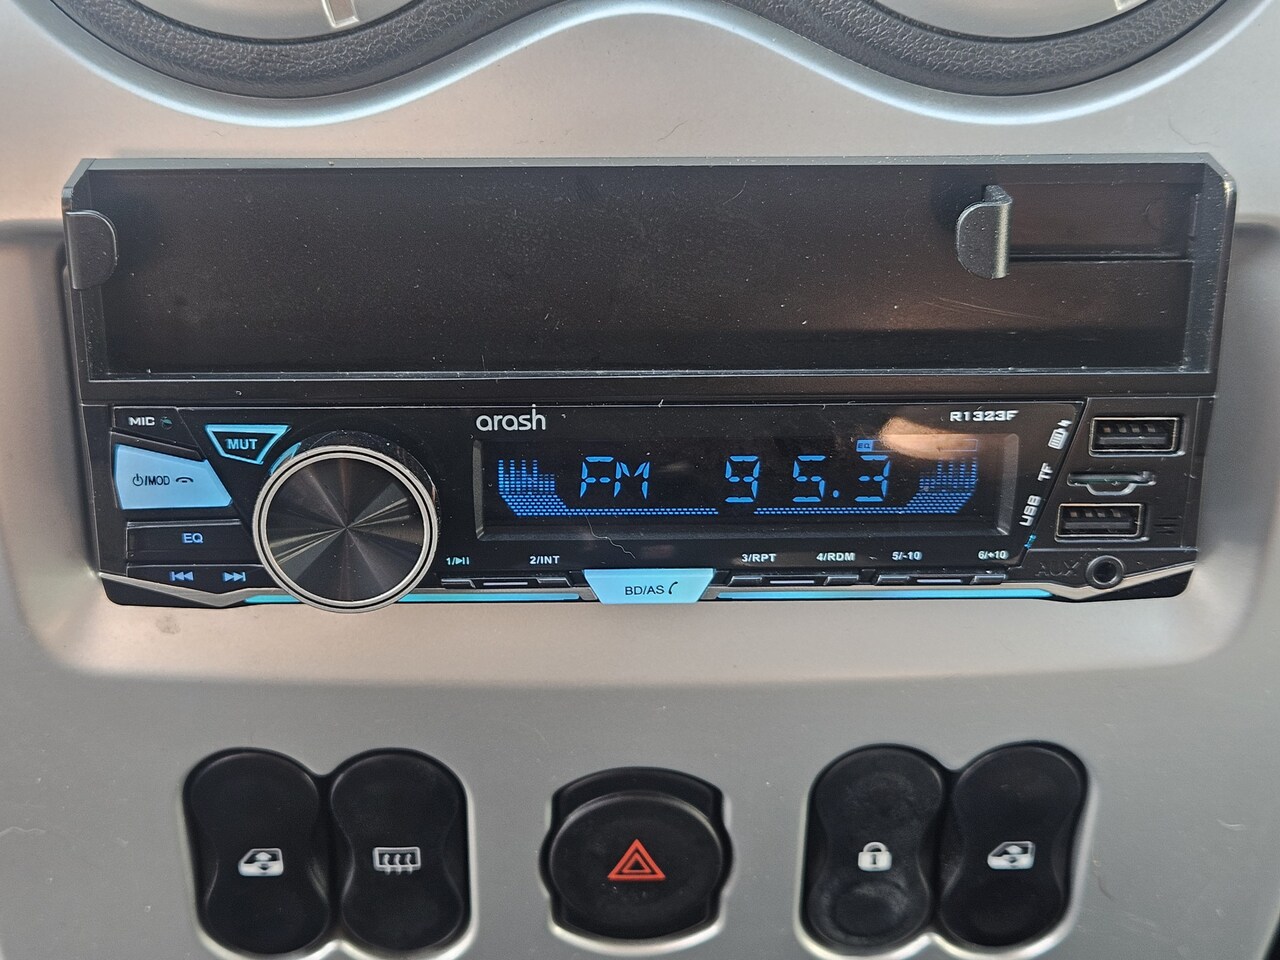 arash
R1323F
MIC
MUT
/MOD
EQ
FM 95.3
EQ
USB TF
1/
2/INT
BD/AS
3/RPT
4/RDM
5/-10
6/+10
AUX